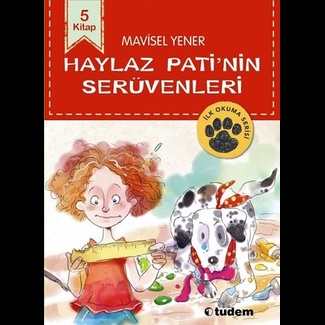 5
Kitap
MAVİSEL YENER
HAYLAZ PATİ'NİN
SERÜVENLERİ
İLK OKUMA SERİSİ
tudem